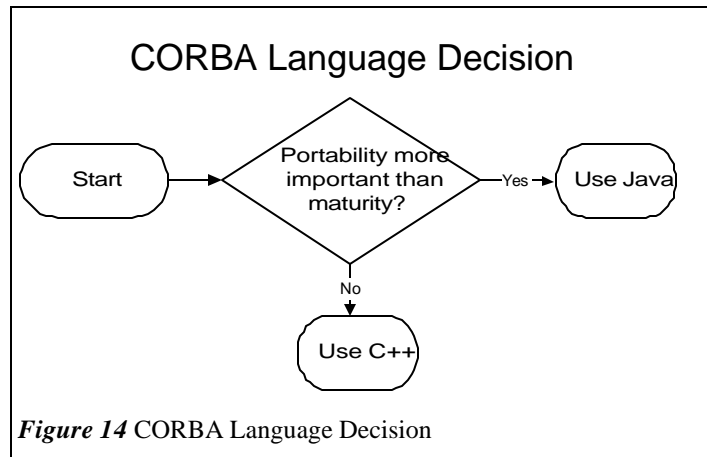 CORBA Language Decision
Start
Portability more
important than
maturity?
Yes
Use Java
No
Use C++
Figure 14 CORBA Language Decision